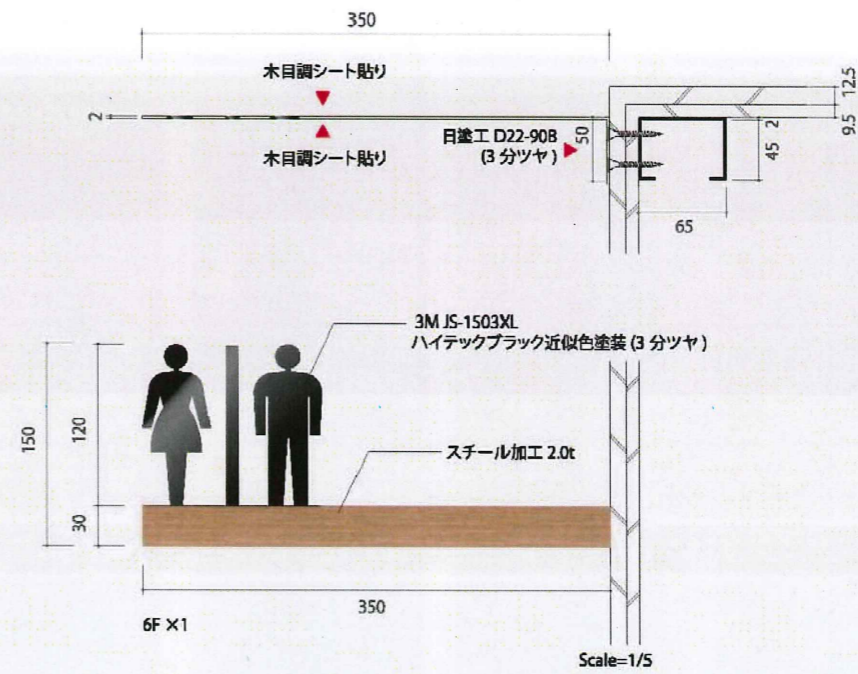 350
木目調シート貼り
2
木目調シート貼り
日塗工 D22-90B
(3 分ツヤ)
50
12.5
9.5
2
45
65
3M JS-1503XL
ハイテックブラック近似色塗装 (3 分ツヤ)
150
120
30
スチール加工 2.0t
350
6F ×1
Scale=1/5